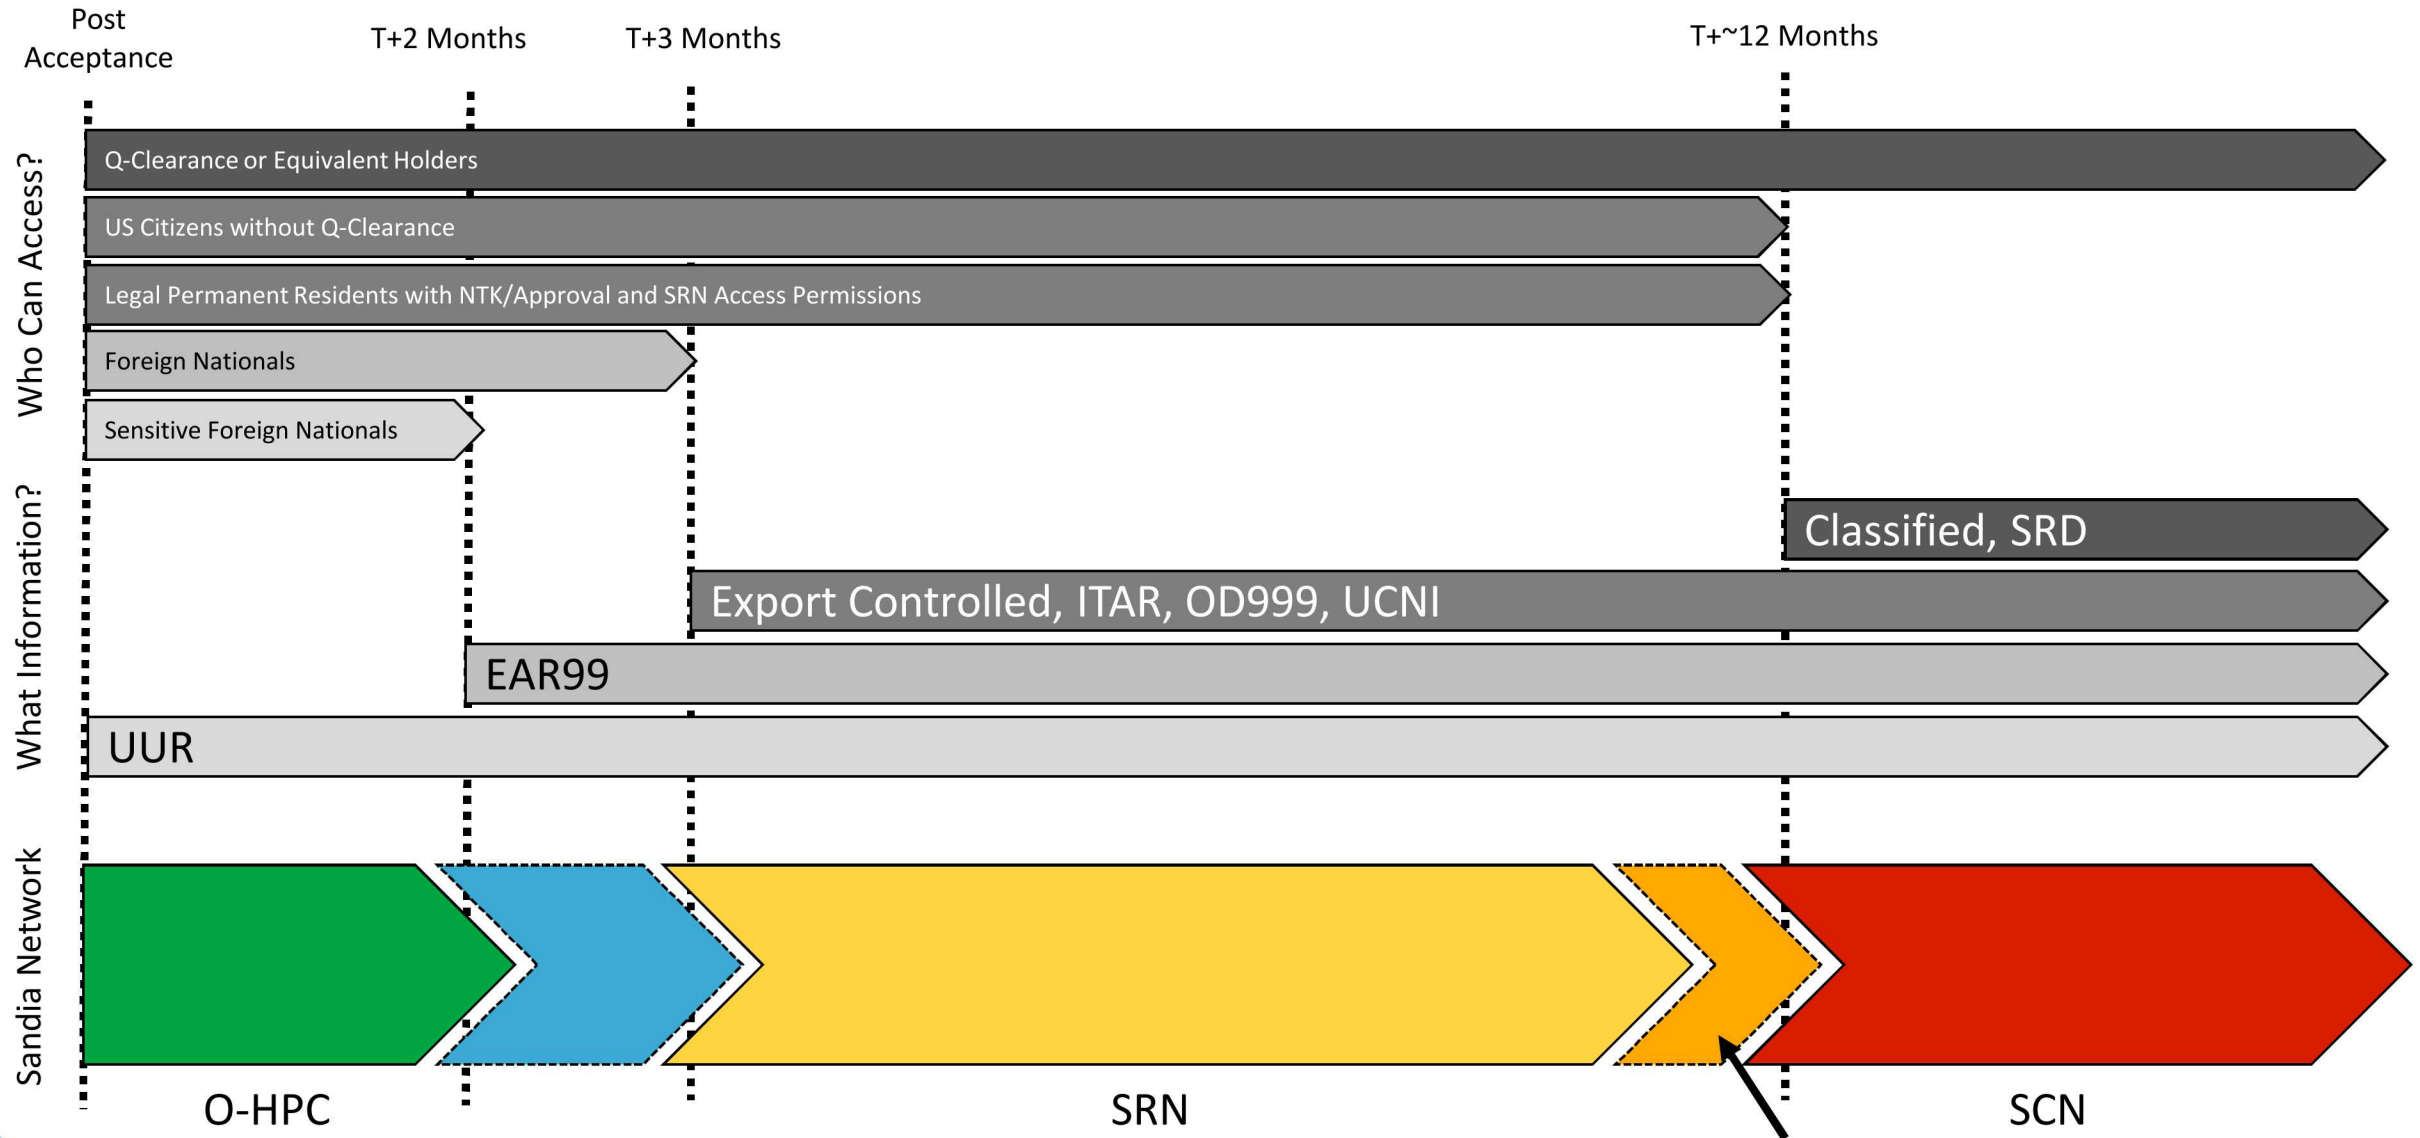 Post
Acceptance
T+2 Months
T+3 Months
T+~12 Months
Who Can Access?
Q-Clearance or Equivalent Holders
US Citizens without Q-Clearance
Legal Permanent Residents with NTK/Approval and SRN Access Permissions
Foreign Nationals
Sensitive Foreign Nationals
What Information?
Classified, SRD
Export Controlled, ITAR, OD999, UCNI
EAR99
UUR
Sandia Network
O-HPC
SRN
SCN